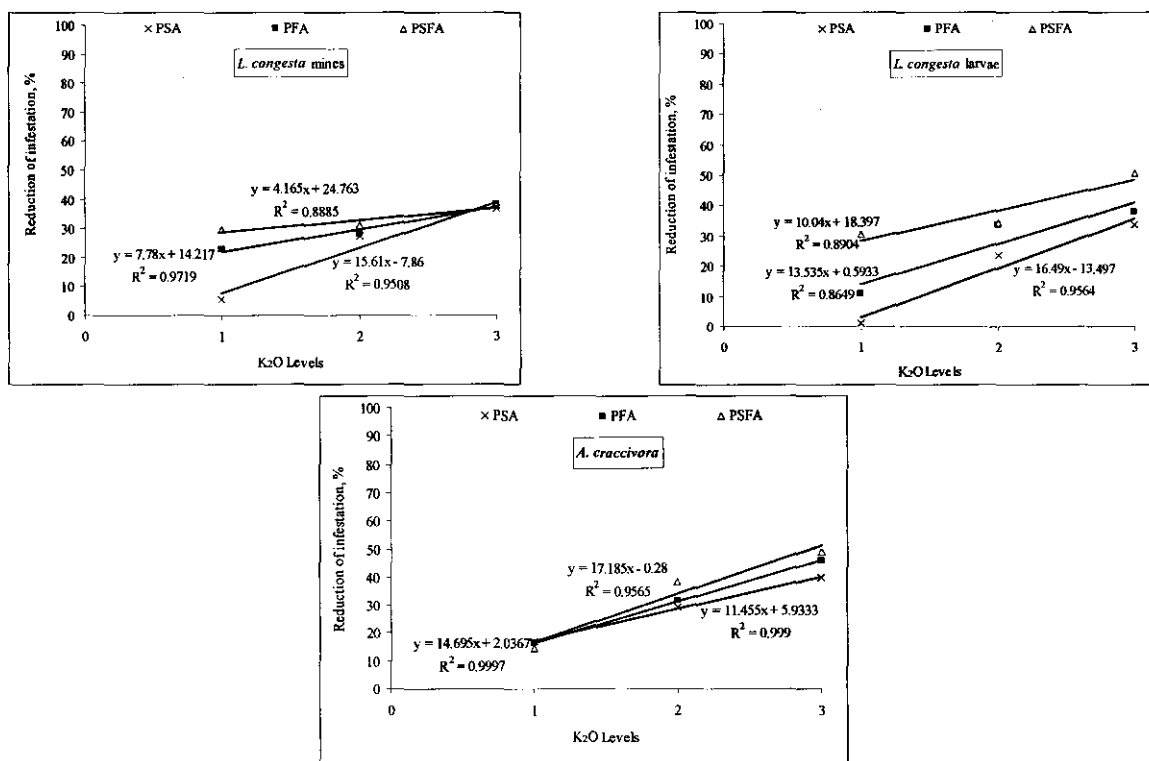 × PSA ■ PFA △ PSFA
L. congesta mines
Reduction of infestation, %
100
90
80
70
60
50
40
30
20
10
0
y = 4.165x + 24.763
R² = 0.8885
y = 7.78x + 14.217
R² = 0.9719
y = 15.61x - 7.86
R² = 0.9508
0 1 2 3
K₂O Levels
× PSA ■ PFA △ PSFA
L. congesta larvae
Reduction of infestation, %
100
90
80
70
60
50
40
30
20
10
0
y = 10.04x + 18.397
R² = 0.8904
y = 13.535x + 0.5933
R² = 0.8649
y = 16.49x - 13.497
R² = 0.9564
0 1 2 3
K₂O Levels
× PSA ■ PFA △ PSFA
A. craccivora
Reduction of infestation, %
100
90
80
70
60
50
40
30
20
10
0
y = 17.185x - 0.28
R² = 0.9565
y = 14.695x + 2.0367
R² = 0.9997
y = 11.455x + 5.9333
R² = 0.999
0 1 2 3
K₂O Levels